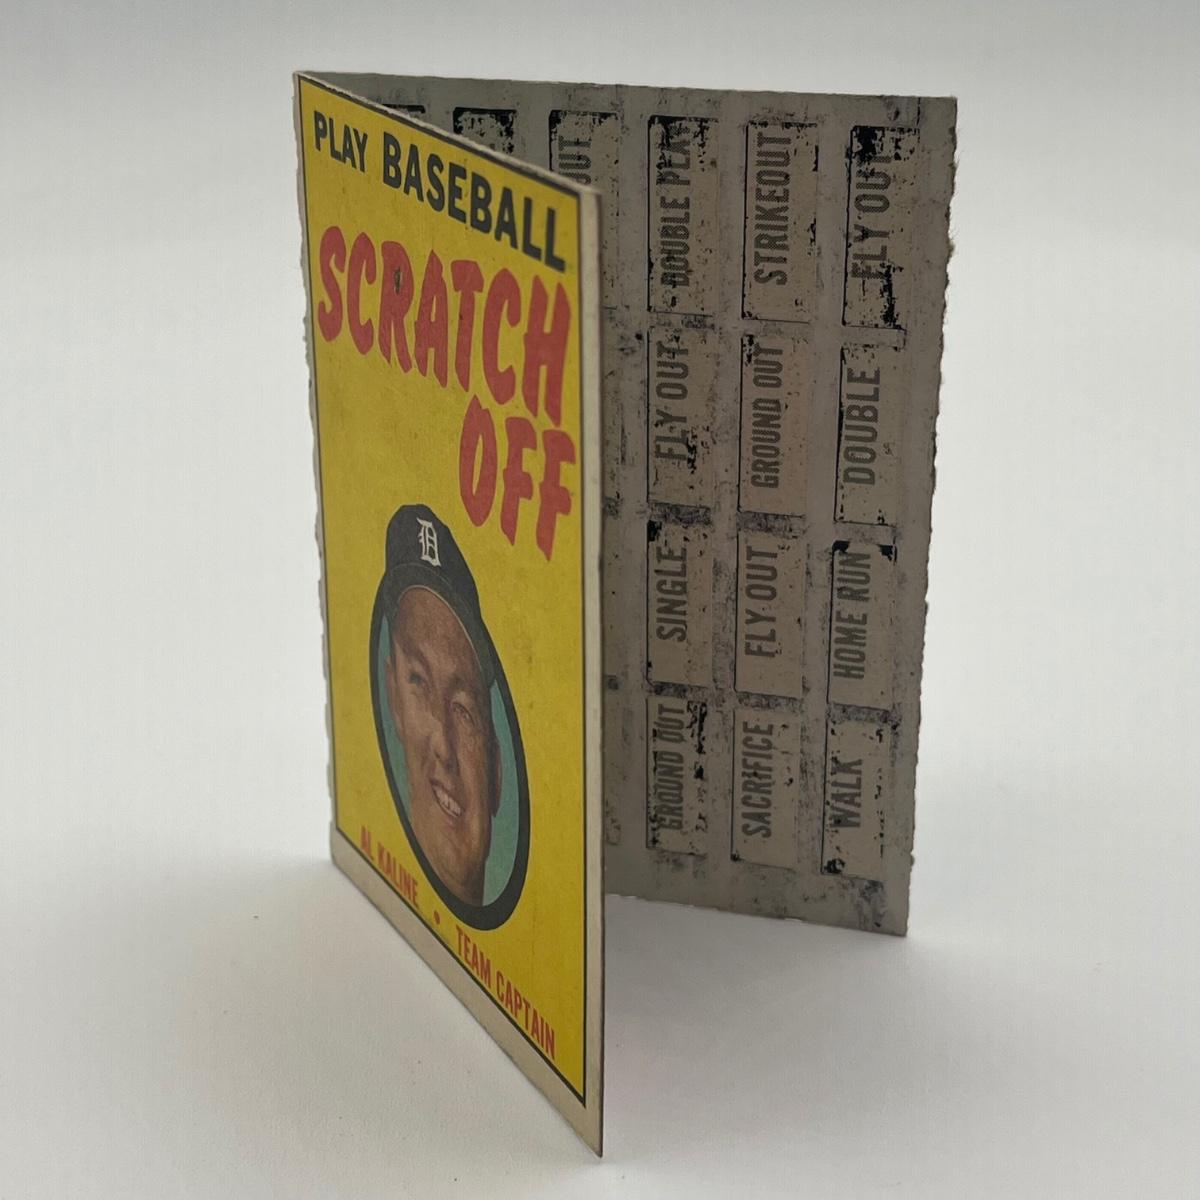 PLAY BASEBALL
SCRATCH
OFF
D
AL KALINE • TEAM CAPTAIN
OUT
DOUBLE PLAY
STRIKEOUT
FLY OUT
FLY OUT
GROUND OUT
DOUBLE
SINGLE
FLY OUT
HOME RUN
GROUND OUT
SACRIFICE
WALK